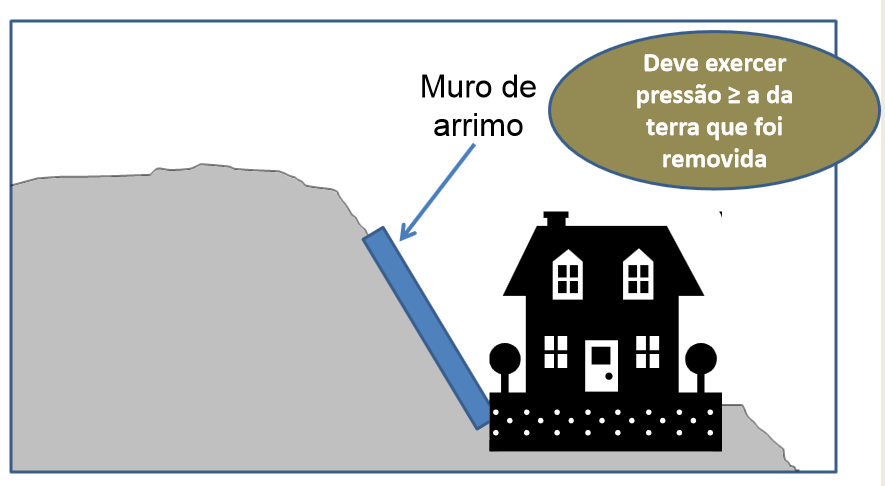 Muro de
arrimo
Deve exercer
pressão ≥ a da
terra que foi
removida